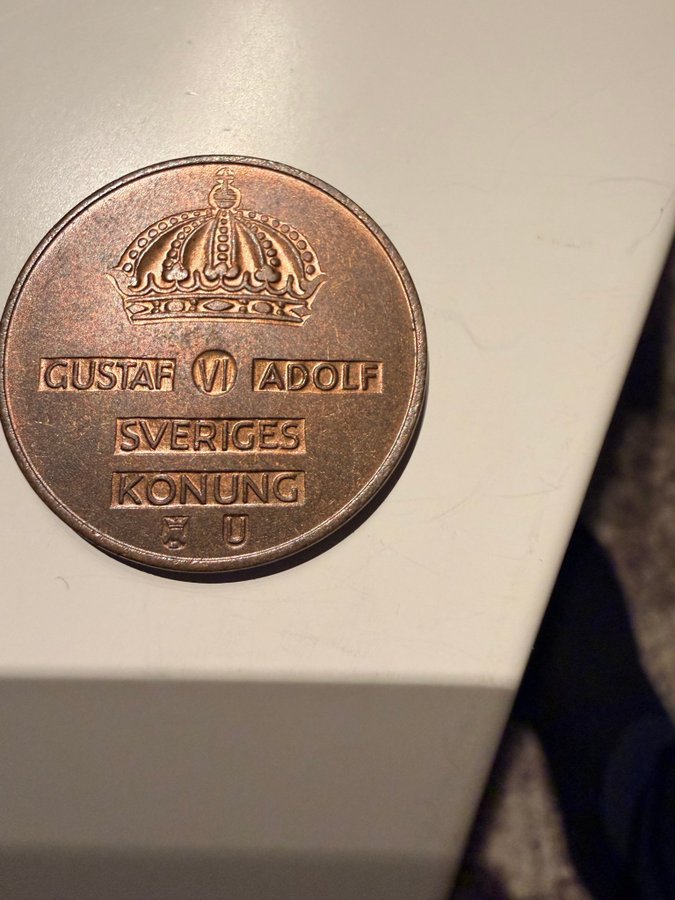 GUSTAF VI ADOLF
SVERIGES
KONUNG
U